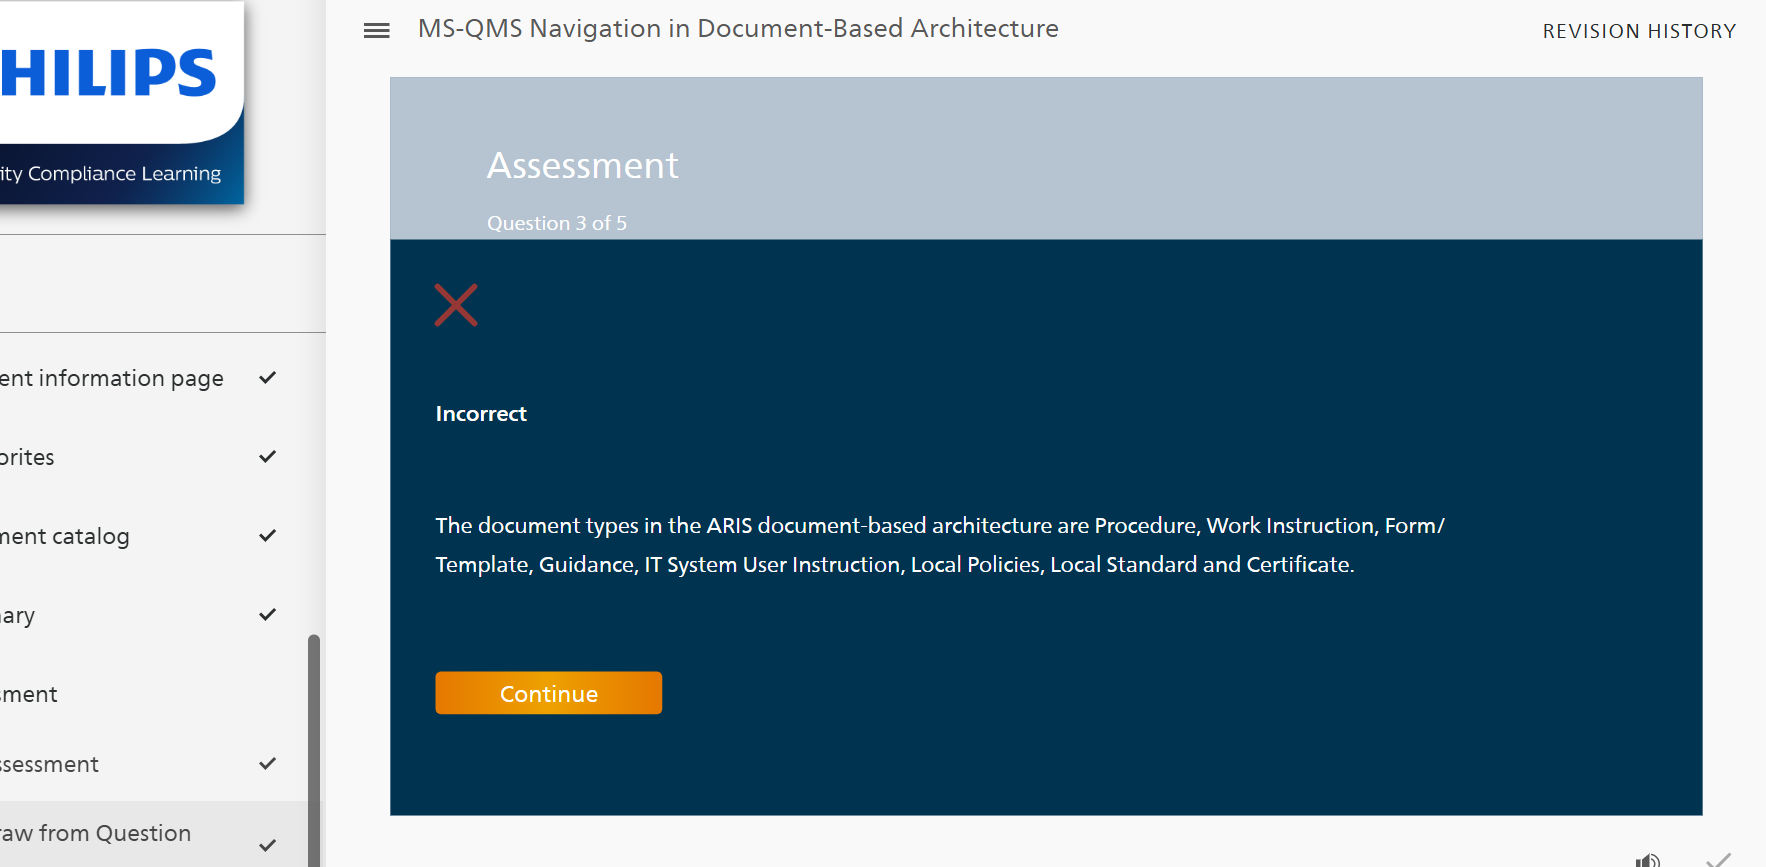 HILIPS
ity Compliance Learning
ent information page
orites
ment catalog
ary
sment
ssessment
raw from Question
MS-QMS Navigation in Document-Based Architecture
REVISION HISTORY
Assessment
Question 3 of 5
Incorrect
The document types in the ARIS document-based architecture are Procedure, Work Instruction, Form/
Template, Guidance, IT System User Instruction, Local Policies, Local Standard and Certificate.
Continue